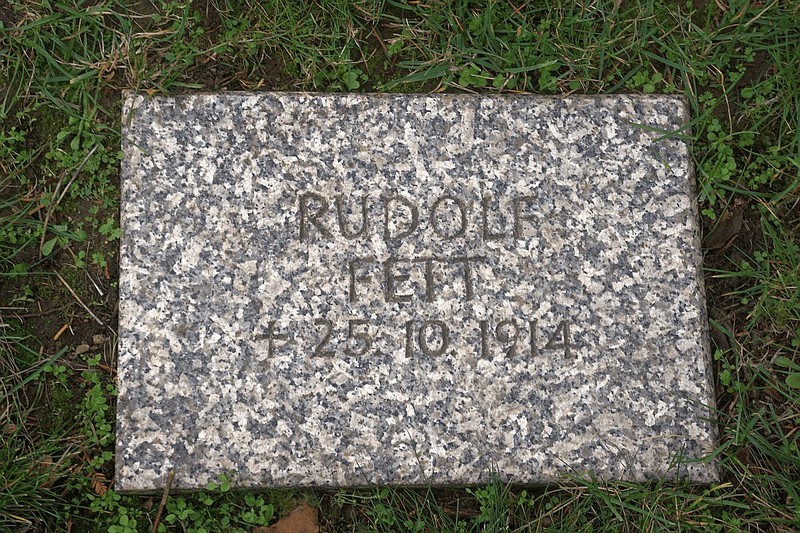 RUDOLF
FETT
+ 25.10.1914